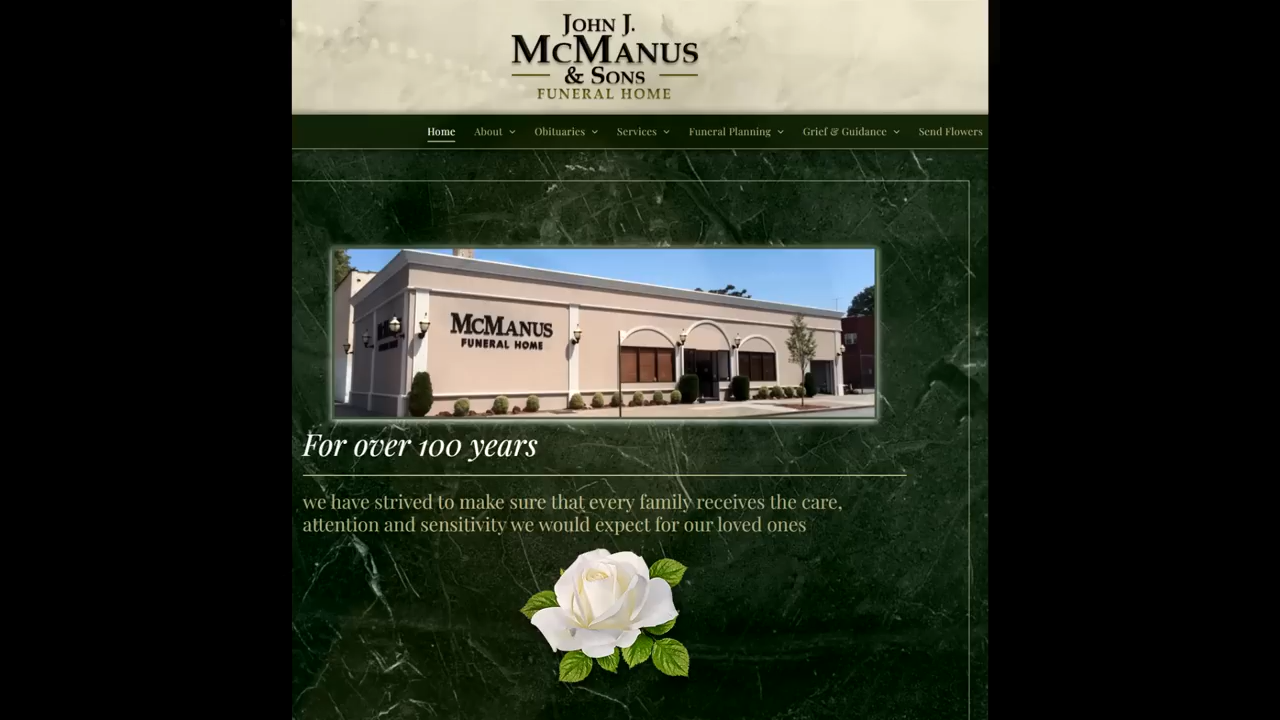 JOHN J.
MCMANUS
& SONS
FUNERAL HOME
Home About Obituaries Services Funeral Planning Grief & Guidance Send Flowers
MCMANUS
FUNERAL HOME
For over 100 years
we have strived to make sure that every family receives the care,
attention and sensitivity we would expect for our loved ones